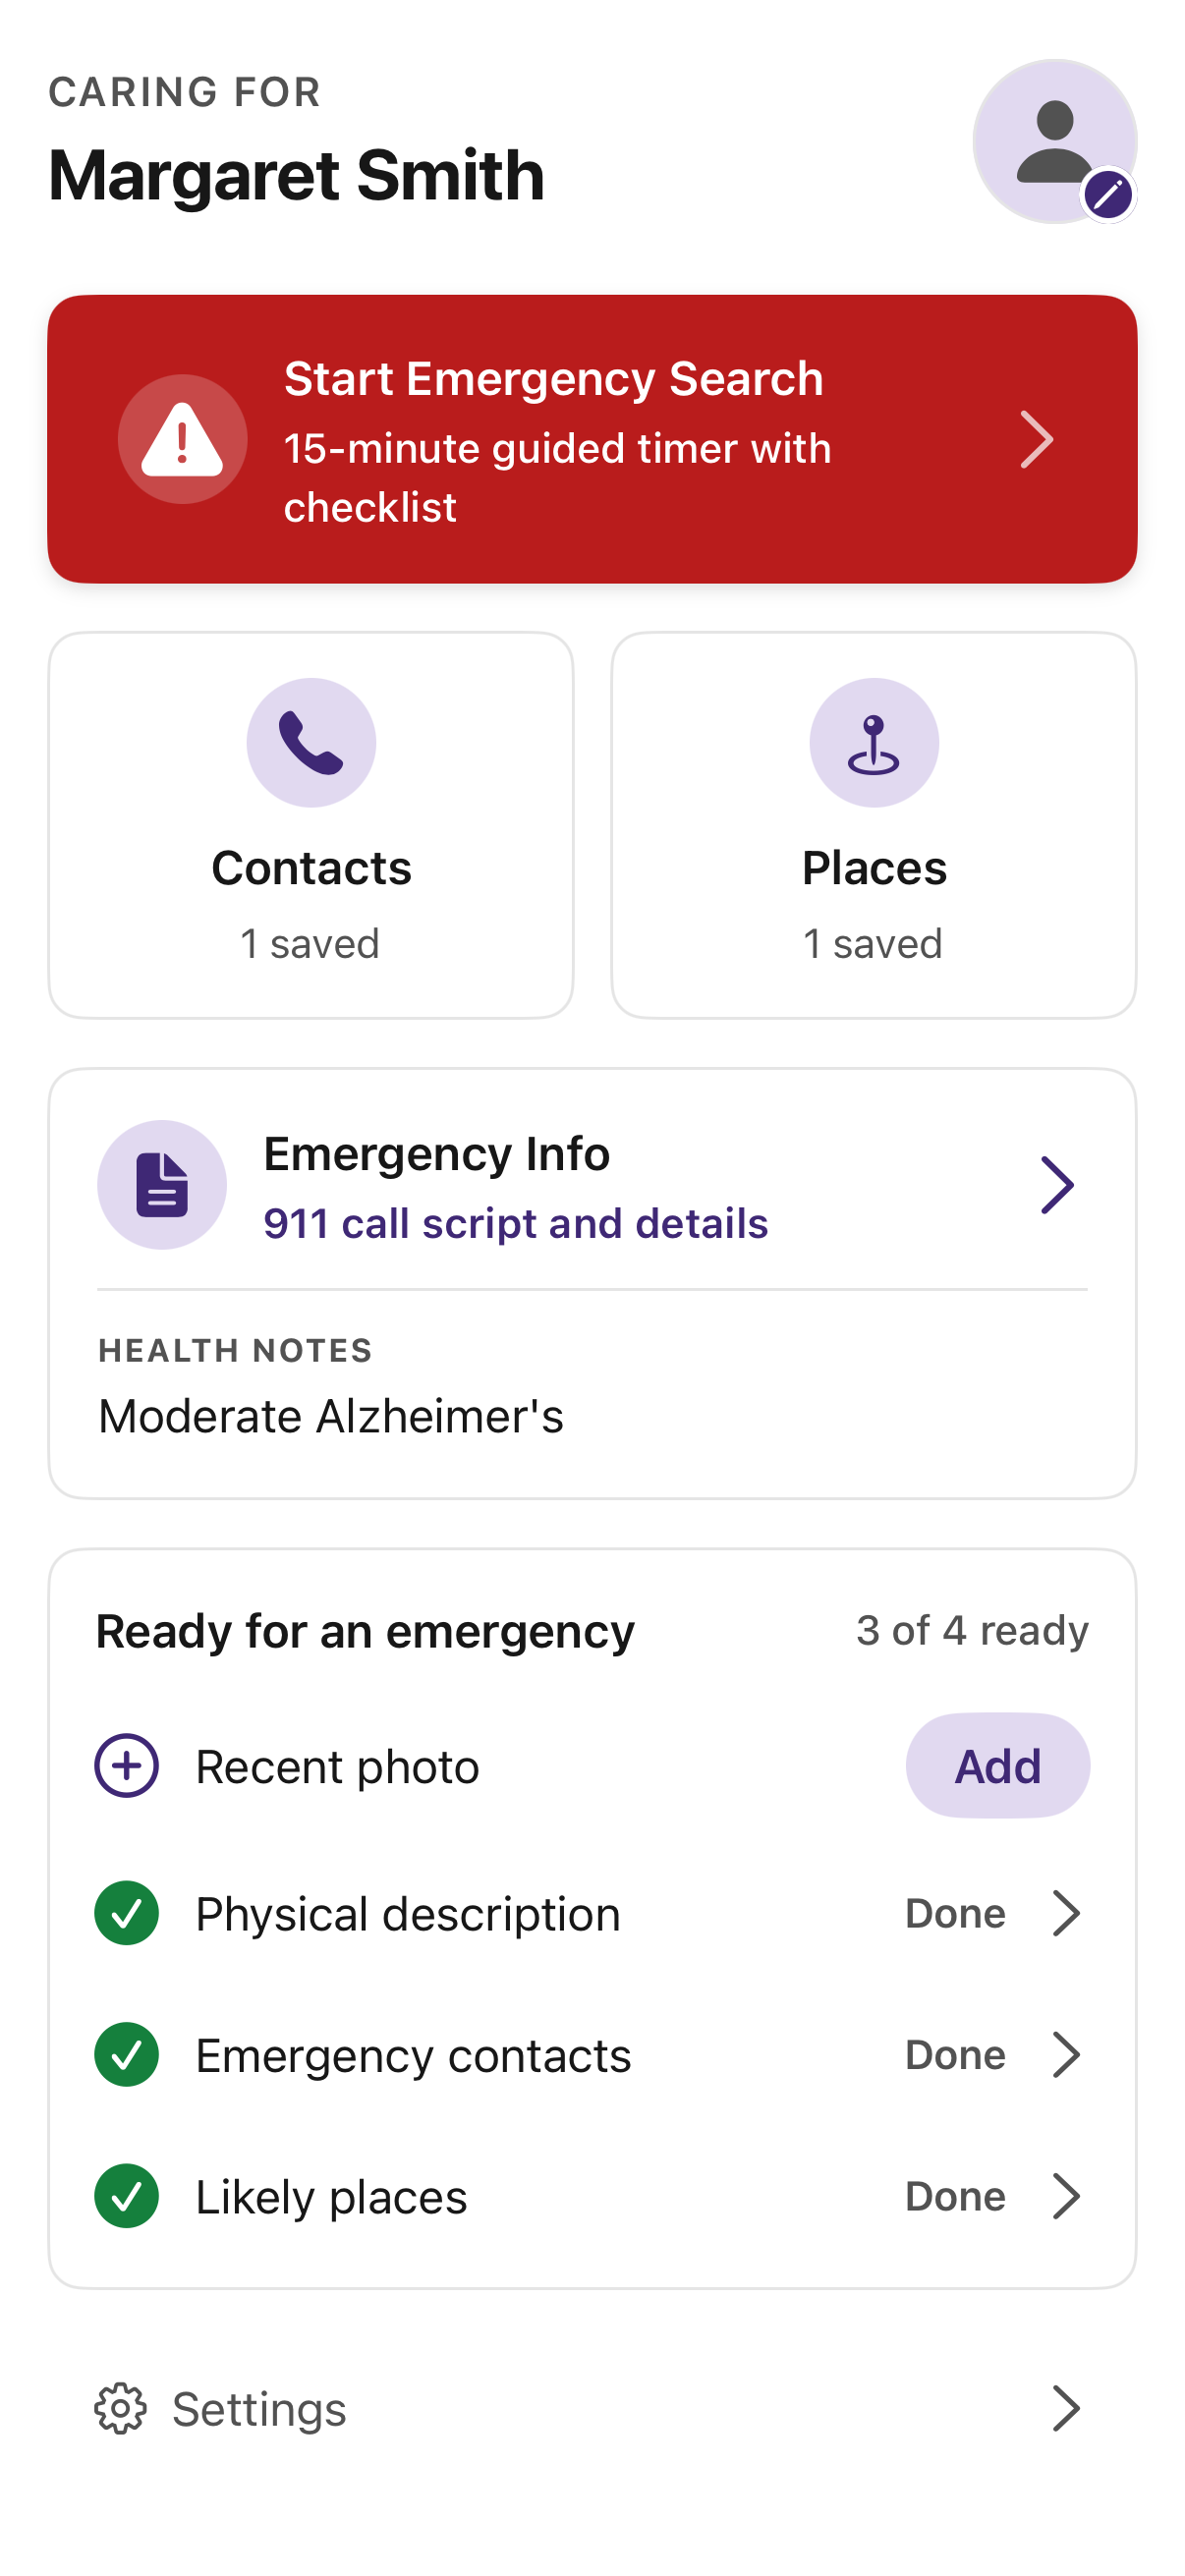 CARING FOR
Margaret Smith
Start Emergency Search
15-minute guided timer with
checklist
Contacts
1 saved
Places
1 saved
Emergency Info
911 call script and details
HEALTH NOTES
Moderate Alzheimer's
Ready for an emergency
3 of 4 ready
Recent photo
Add
Physical description
Done
Emergency contacts
Done
Likely places
Done
Settings